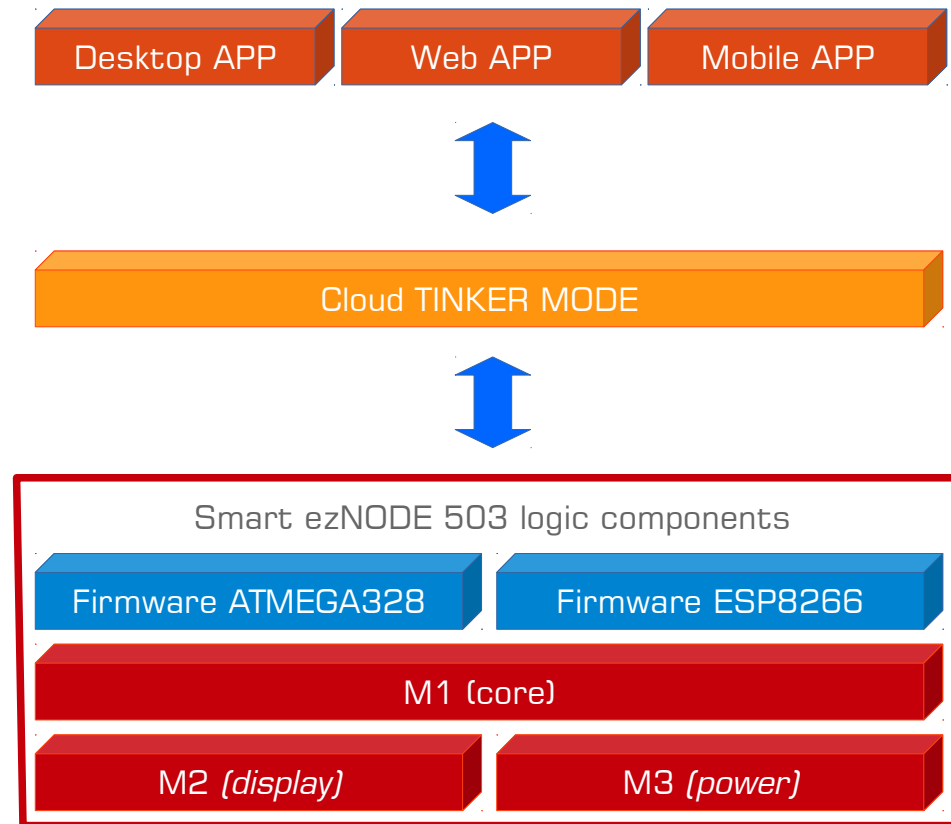 Desktop APP
Web APP
Mobile APP
Cloud TINKER MODE
Smart ezNODE 503 logic components
Firmware ATMEGA328
Firmware ESP8266
M1 (core)
M2 (display)
M3 (power)